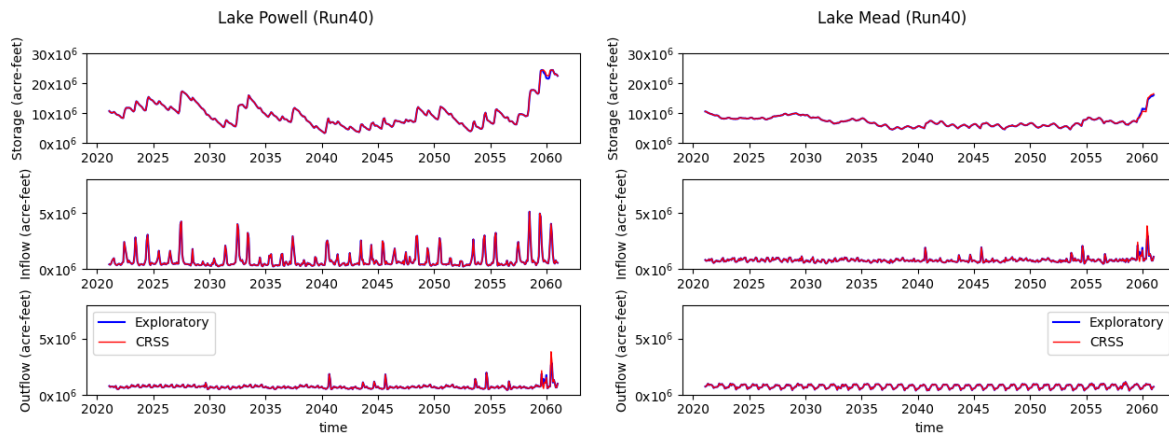 Lake Powell (Run40)
Storage (acre-feet)
30x10⁶
20x10⁶
10x10⁶
0x10⁶
2020 2025 2030 2035 2040 2045 2050 2055 2060
Inflow (acre-feet)
5x10⁶
0x10⁶
2020 2025 2030 2035 2040 2045 2050 2055 2060
Outflow (acre-feet)
5x10⁶
0x10⁶
Exploratory
CRSS
2020 2025 2030 2035 2040 2045 2050 2055 2060
time
Lake Mead (Run40)
Storage (acre-feet)
30x10⁶
20x10⁶
10x10⁶
0x10⁶
2020 2025 2030 2035 2040 2045 2050 2055 2060
Inflow (acre-feet)
5x10⁶
0x10⁶
2020 2025 2030 2035 2040 2045 2050 2055 2060
Outflow (acre-feet)
5x10⁶
0x10⁶
Exploratory
CRSS
2020 2025 2030 2035 2040 2045 2050 2055 2060
time